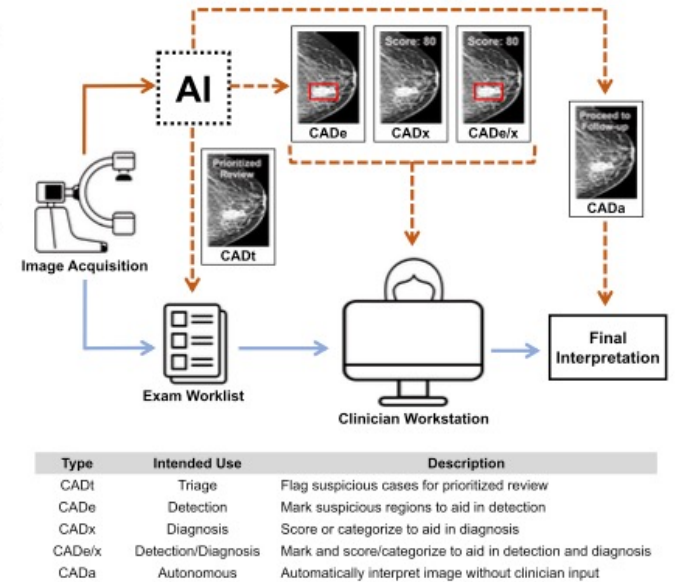 AI
Score: 80
Score: 80
CADe
CADx
CADe/x
Proceed to
Follow-up
CADa
Prioritized
Review
CADt
Image Acquisition
Exam Worklist
Clinician Workstation
Final
Interpretation
Type Intended Use Description
CADt Triage Flag suspicious cases for prioritized review
CADe Detection Mark suspicious regions to aid in detection
CADx Diagnosis Score or categorize to aid in diagnosis
CADe/x Detection/Diagnosis Mark and score/categorize to aid in detection and diagnosis
CADa Autonomous Automatically interpret image without clinician input